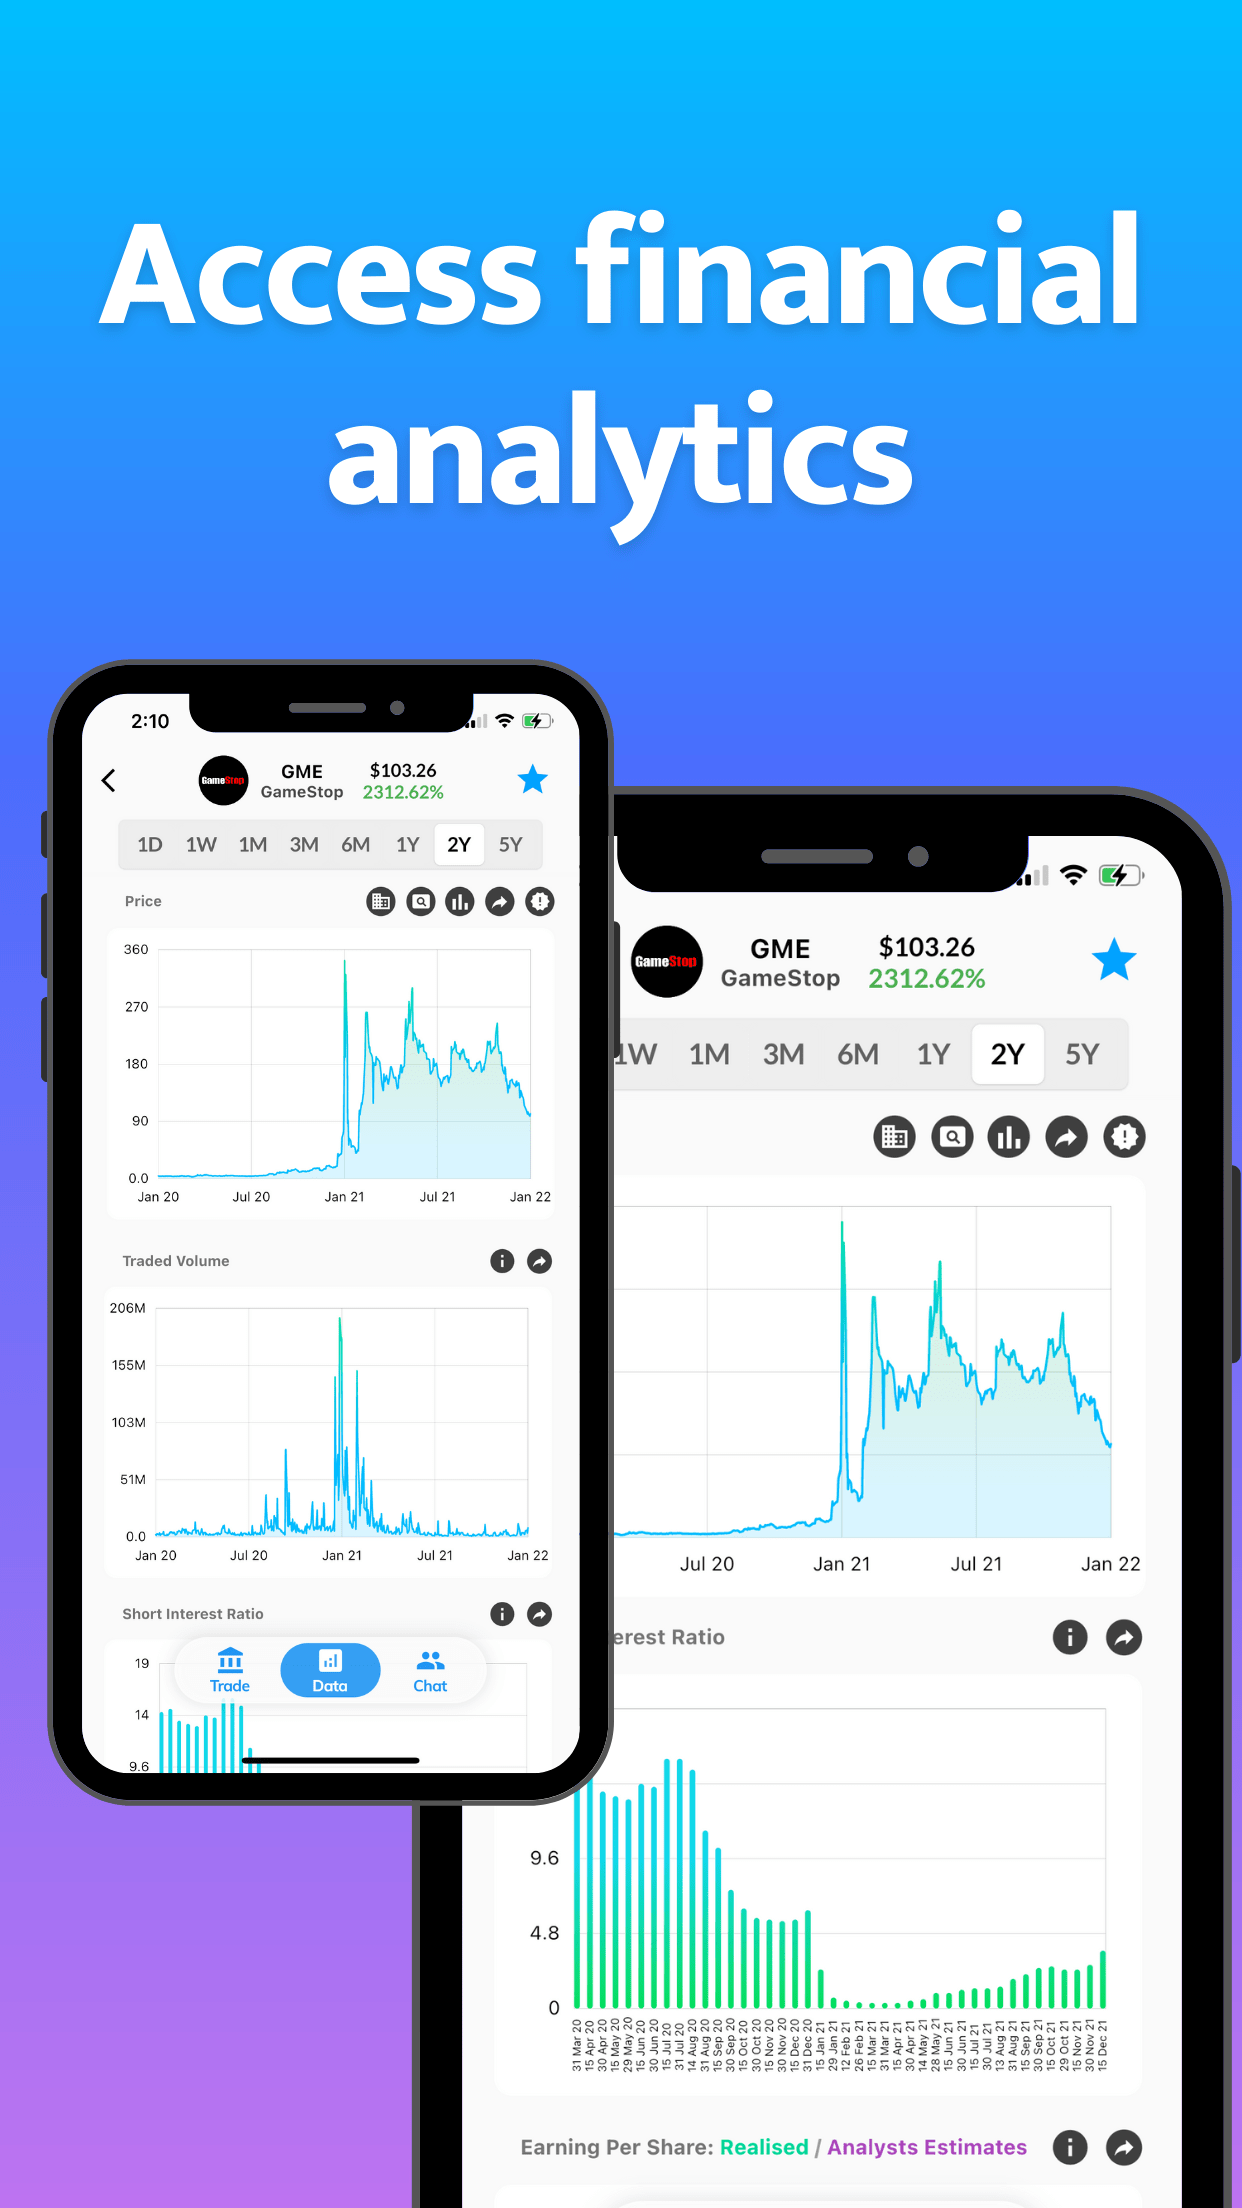 Access financial
analytics
2:10
GameStop
GME
GameStop
$103.26
2312.62%
1D 1W 1M 3M 6M 1Y 2Y 5Y
Price
360
270
180
90
0.0
Jan 20 Jul 20 Jan 21 Jul 21 Jan 22
Traded Volume
206M
155M
103M
51M
0.0
Jan 20 Jul 20 Jan 21 Jul 21 Jan 22
Short Interest Ratio
19
14
9.6
Trade Data Chat
GameStop
GME
GameStop
$103.26
2312.62%
1W 1M 3M 6M 1Y 2Y 5Y
Jul 20 Jan 21 Jul 21 Jan 22
erest Ratio
9.6
4.8
0
31 Mar 20
15 Apr 20
30 Apr 20
15 May 20
29 May 20
15 Jun 20
30 Jun 20
15 Jul 20
31 Jul 20
14 Aug 20
31 Aug 20
15 Sep 20
30 Sep 20
15 Oct 20
30 Oct 20
15 Nov 20
30 Nov 20
15 Dec 20
31 Dec 20
15 Jan 21
29 Jan 21
12 Feb 21
26 Feb 21
15 Mar 21
31 Mar 21
15 Apr 21
30 Apr 21
14 May 21
28 May 21
15 Jun 21
30 Jun 21
15 Jul 21
30 Jul 21
13 Aug 21
31 Aug 21
15 Sep 21
30 Sep 21
15 Oct 21
29 Oct 21
15 Nov 21
30 Nov 21
15 Dec 21
Earning Per Share: Realised / Analysts Estimates